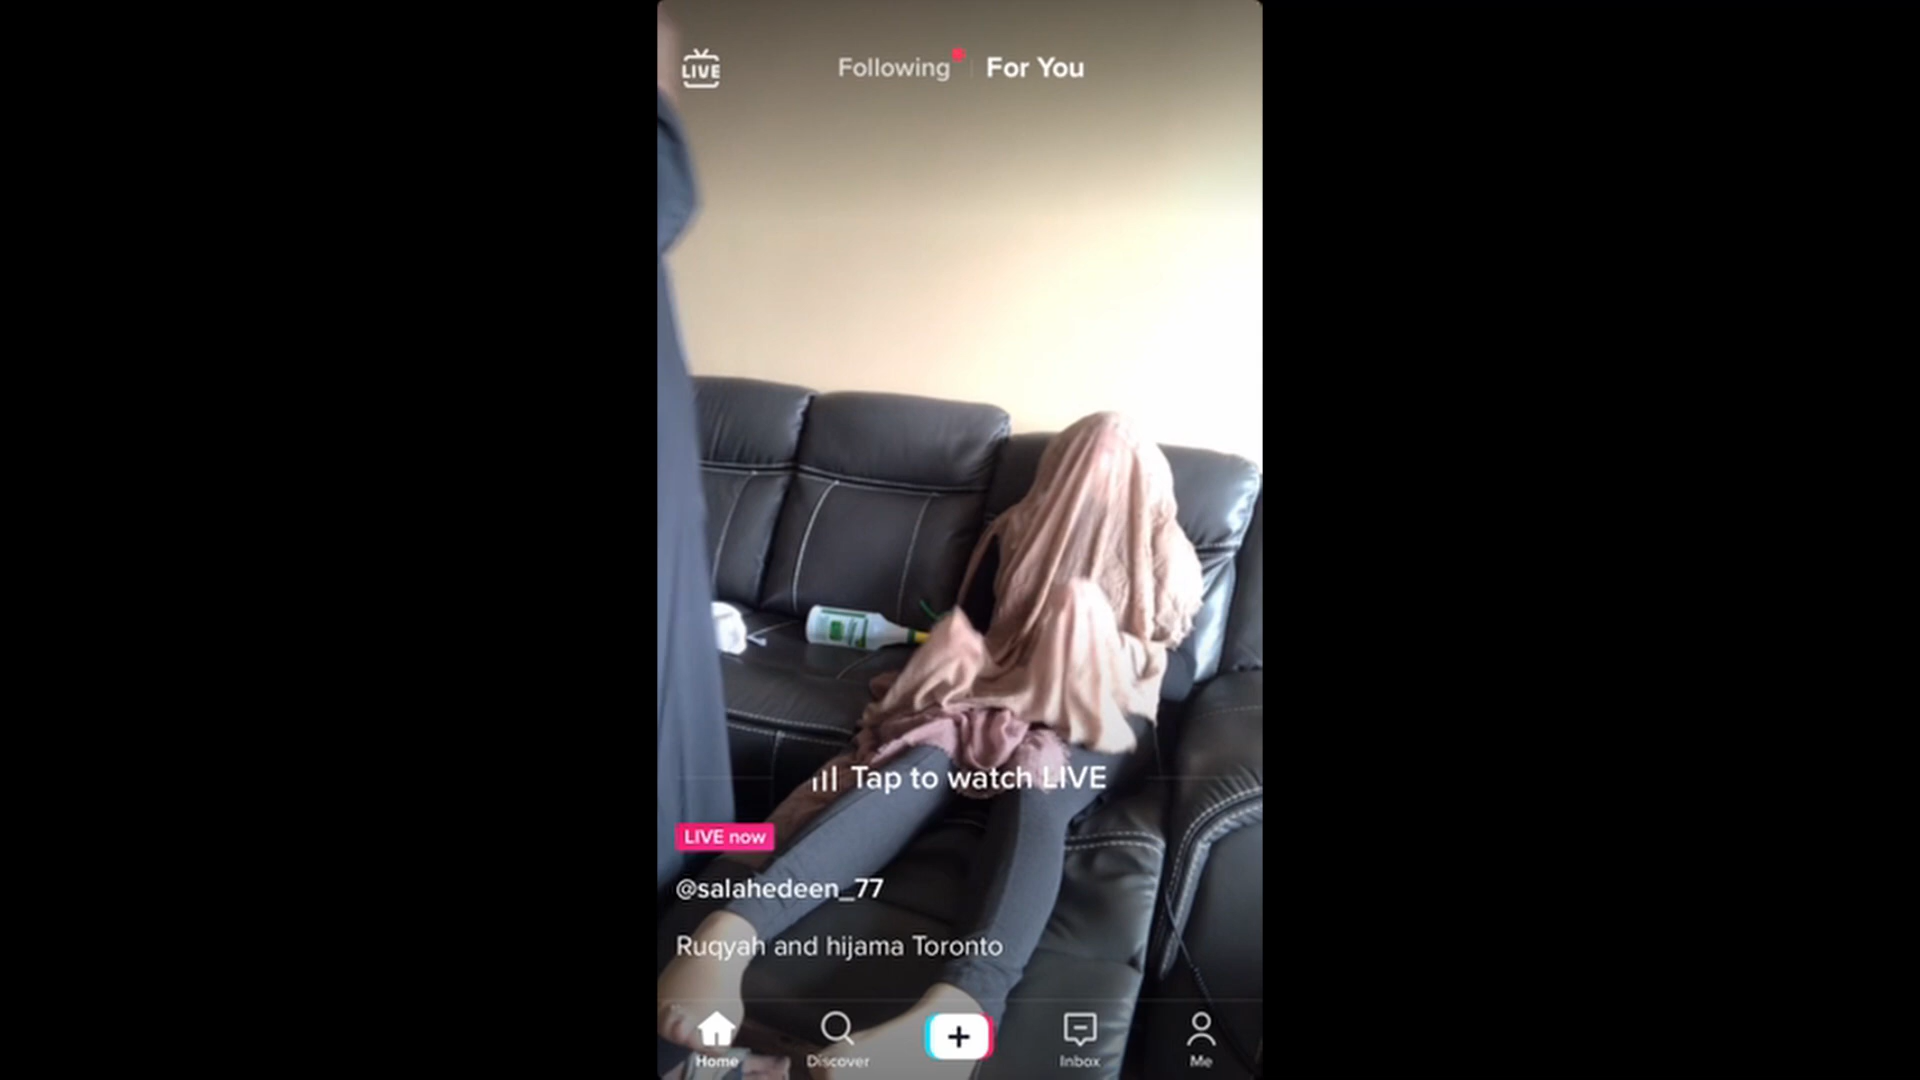 LIVE
Following
For You
Tap to watch LIVE
LIVE now
@salahedeen_77
Ruqyah and hijama Toronto
Home
Discover
Inbox
Me